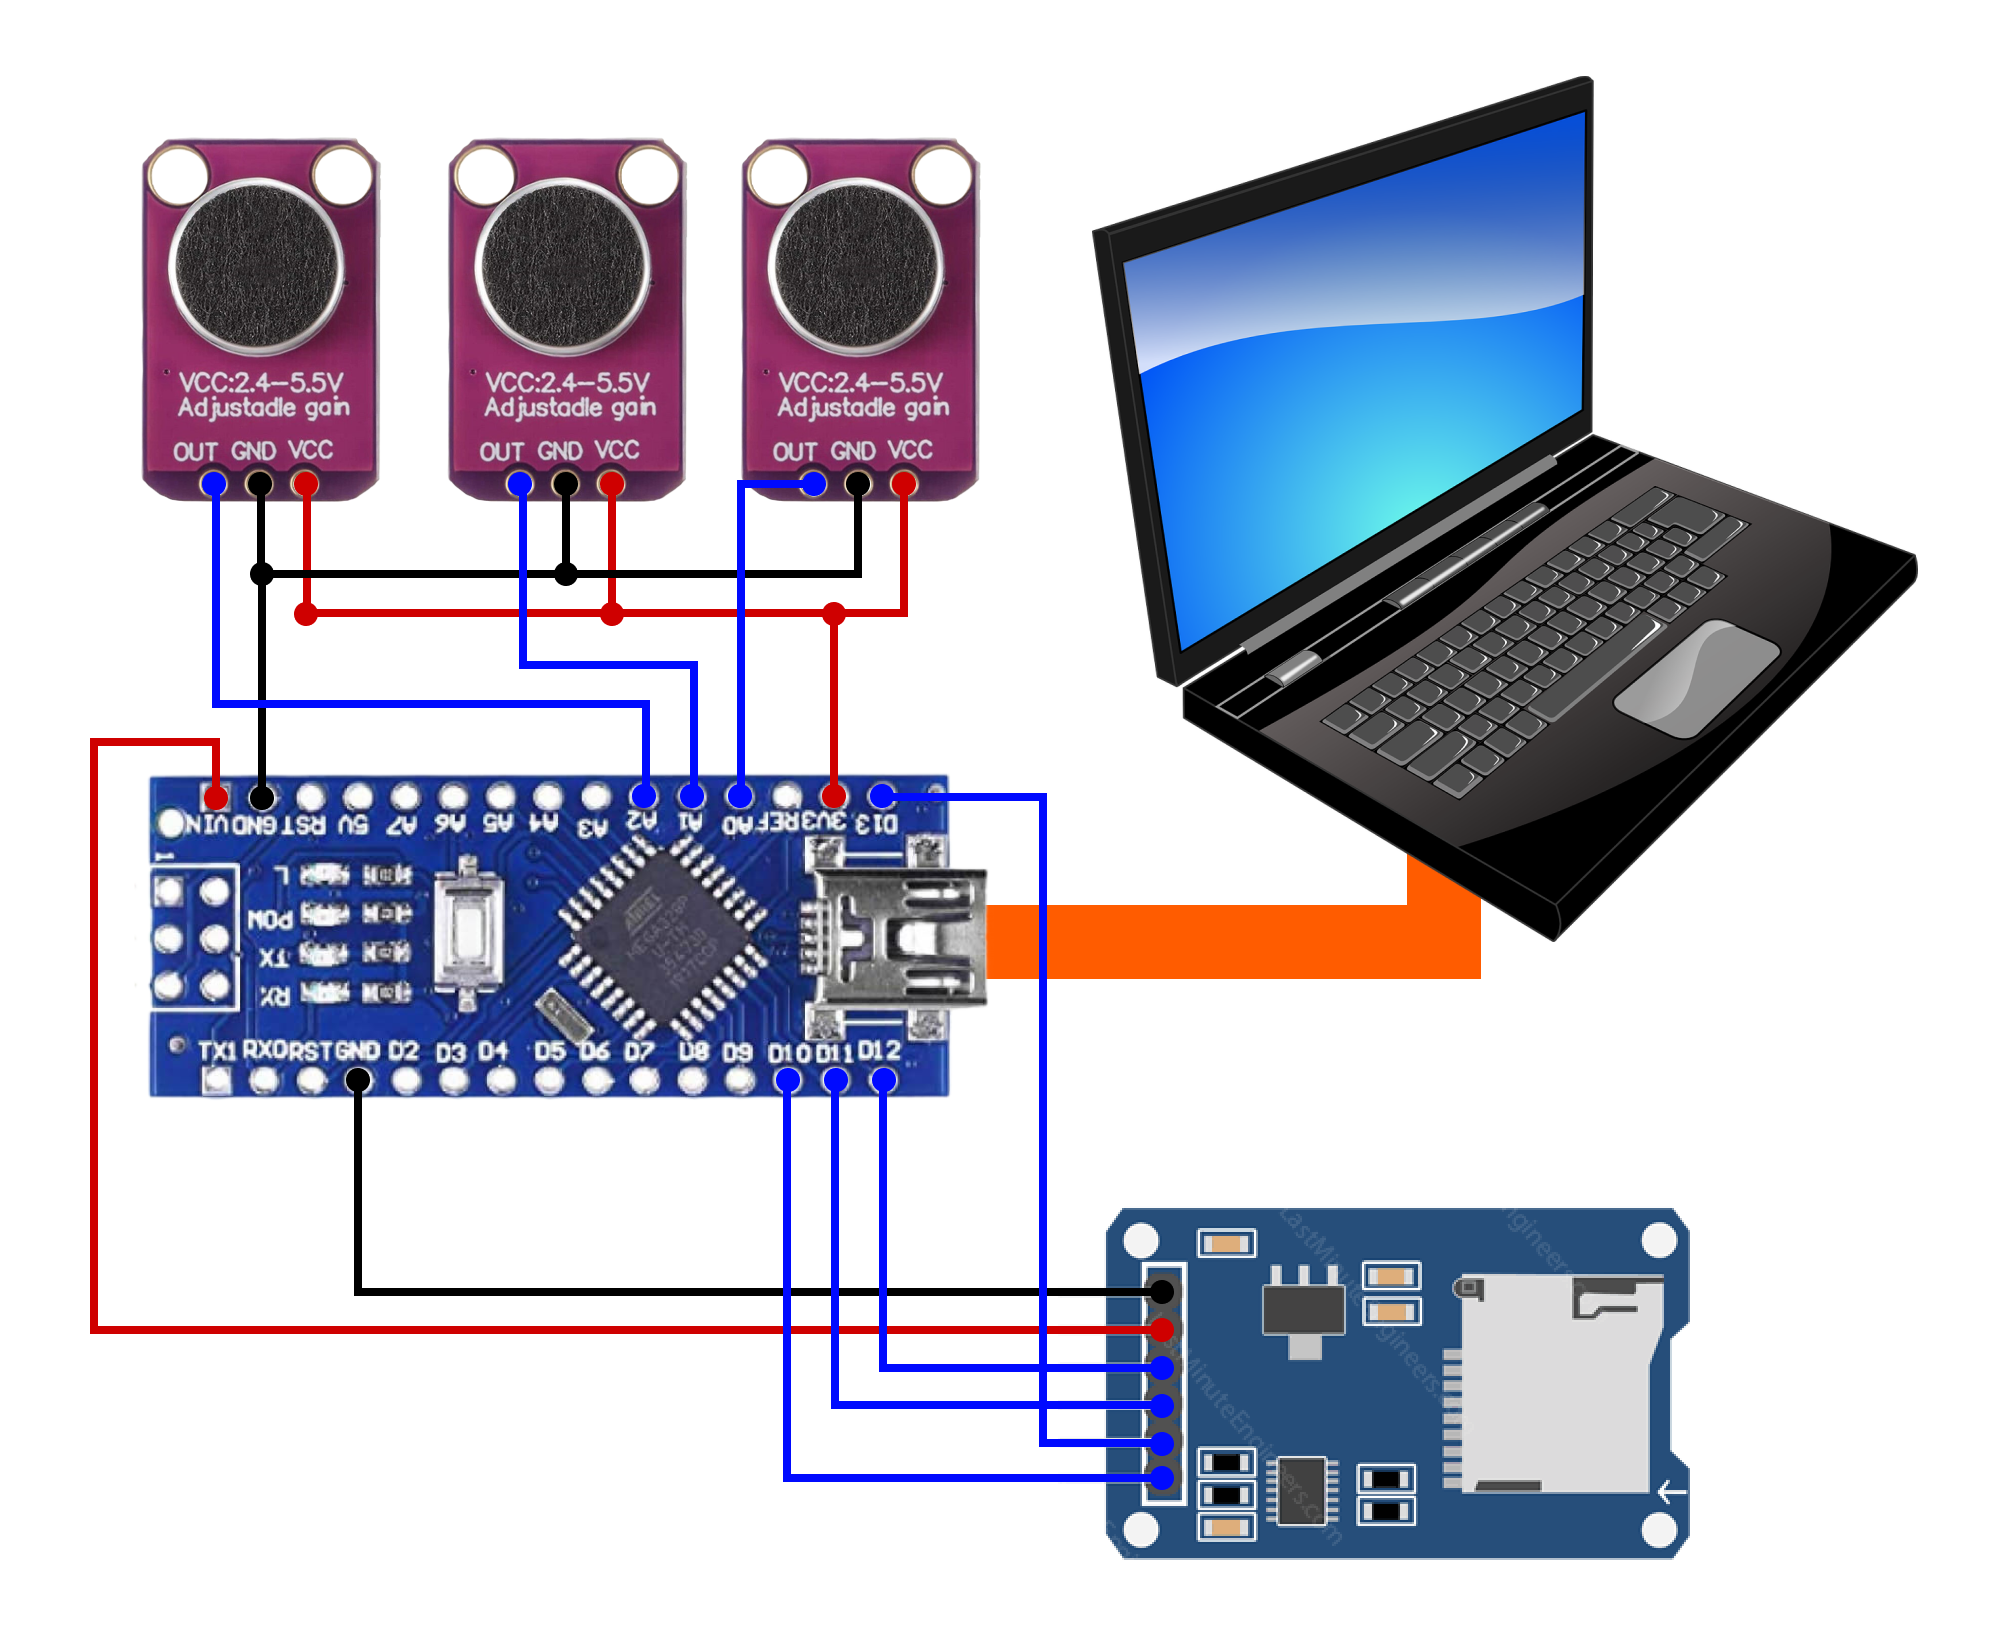 VCC:2.4-5.5V
Adjustadle gain
OUT GND VCC
VCC:2.4-5.5V
Adjustadle gain
OUT GND VCC
VCC:2.4-5.5V
Adjustadle gain
OUT GND VCC
VIN GND RST 5V A7 A6 A5 A4 A3 A2 A1 A0 REF 3V3 D13
1
L
POW
TX
RX
ATMEL
TX1 RX0 RST GND D2 D3 D4 D5 D6 D7 D8 D9 D10 D11 D12
LastMinuteEngineers.com